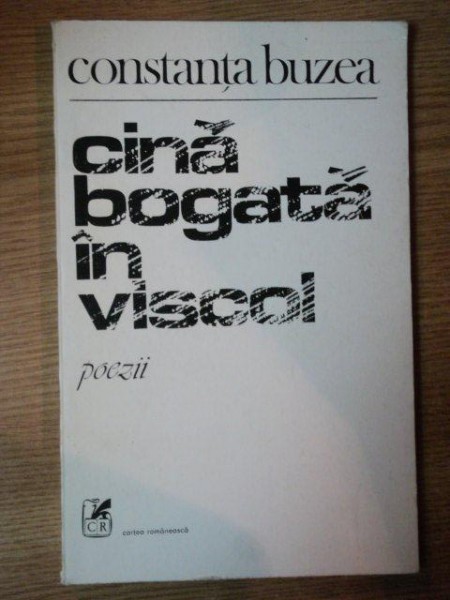 constanța buzea
cină
bogată
în
viscol
poezii
CR
cartea românească